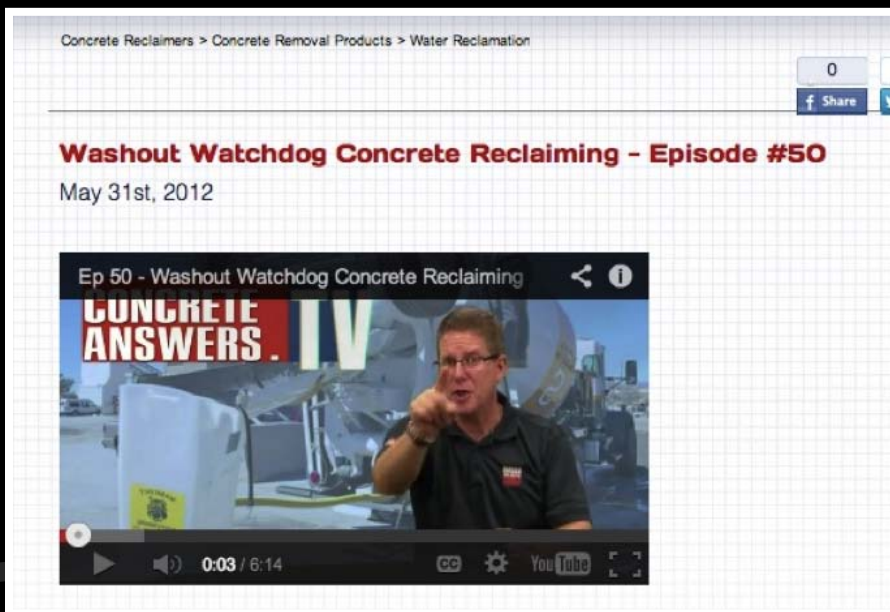 Concrete Reclaimers > Concrete Removal Products > Water Reclamation
0
f Share
Washout Watchdog Concrete Reclaiming - Episode #50
May 31st, 2012
Ep 50 - Washout Watchdog Concrete Reclaiming
CONCRETE
ANSWERS. TV
0:03 / 6:14
CC
YouTube